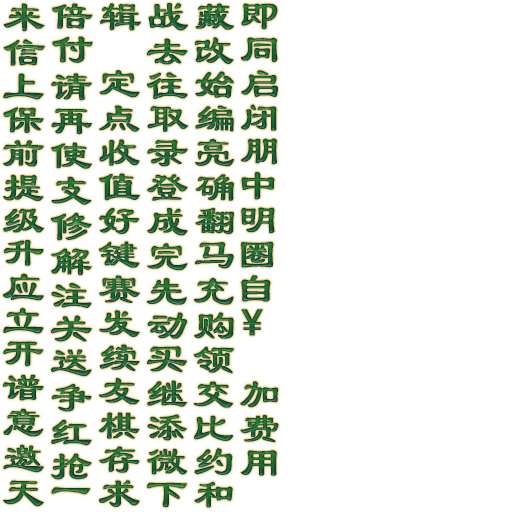 来信上保前提级升应立开谱意邀天
倍付请再使支修解注关送争红抢一
辑 定点收值好键赛发续友棋存求
战去往取录登成完先动买继添微下
藏改始编亮确翻马充购领交比约和
即同启闭朋中明圈自¥ 加费用